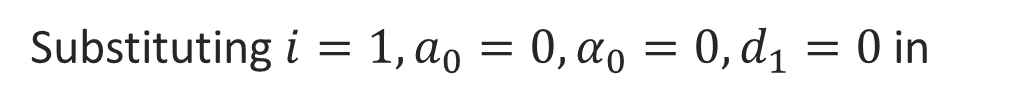 Substituting 𝑖 = 1, 𝑎₀ = 0, 𝛼₀ = 0, 𝑑₁ = 0 in